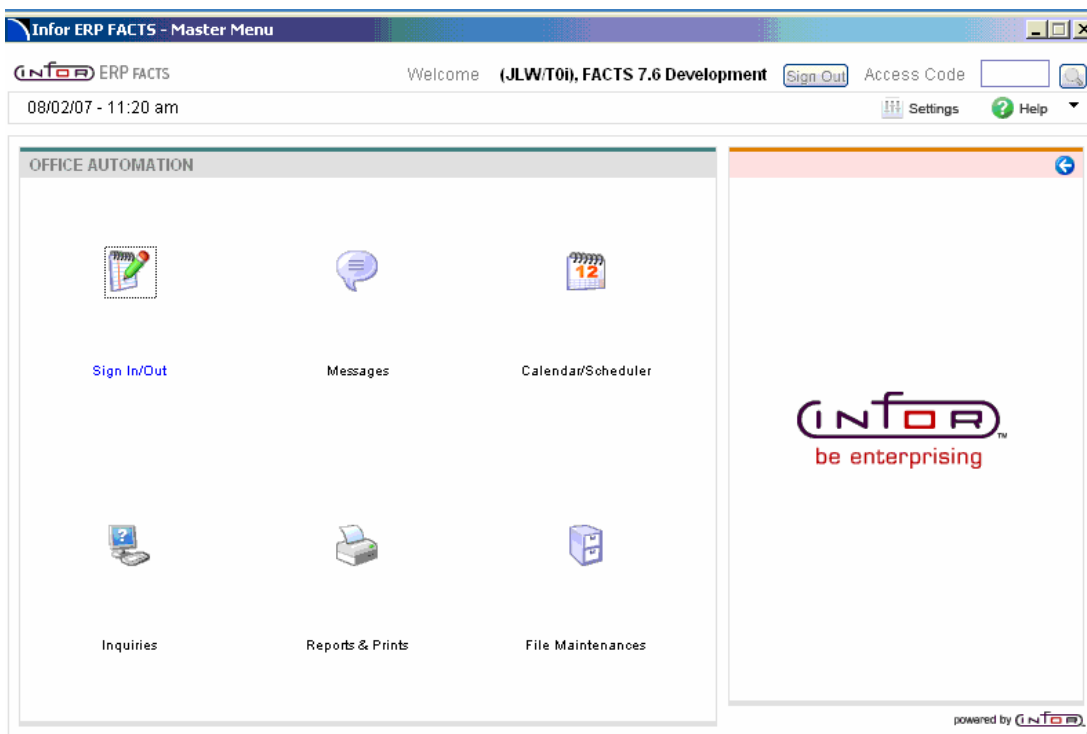 Infor ERP FACTS - Master Menu
infor ERP FACTS Welcome (JLW/T0i), FACTS 7.6 Development Sign Out Access Code
08/02/07 - 11:20 am Settings Help
OFFICE AUTOMATION
12
Sign In/Out Messages Calendar/Scheduler
infor TM
be enterprising
?
Inquiries Reports & Prints File Maintenances
powered by infor